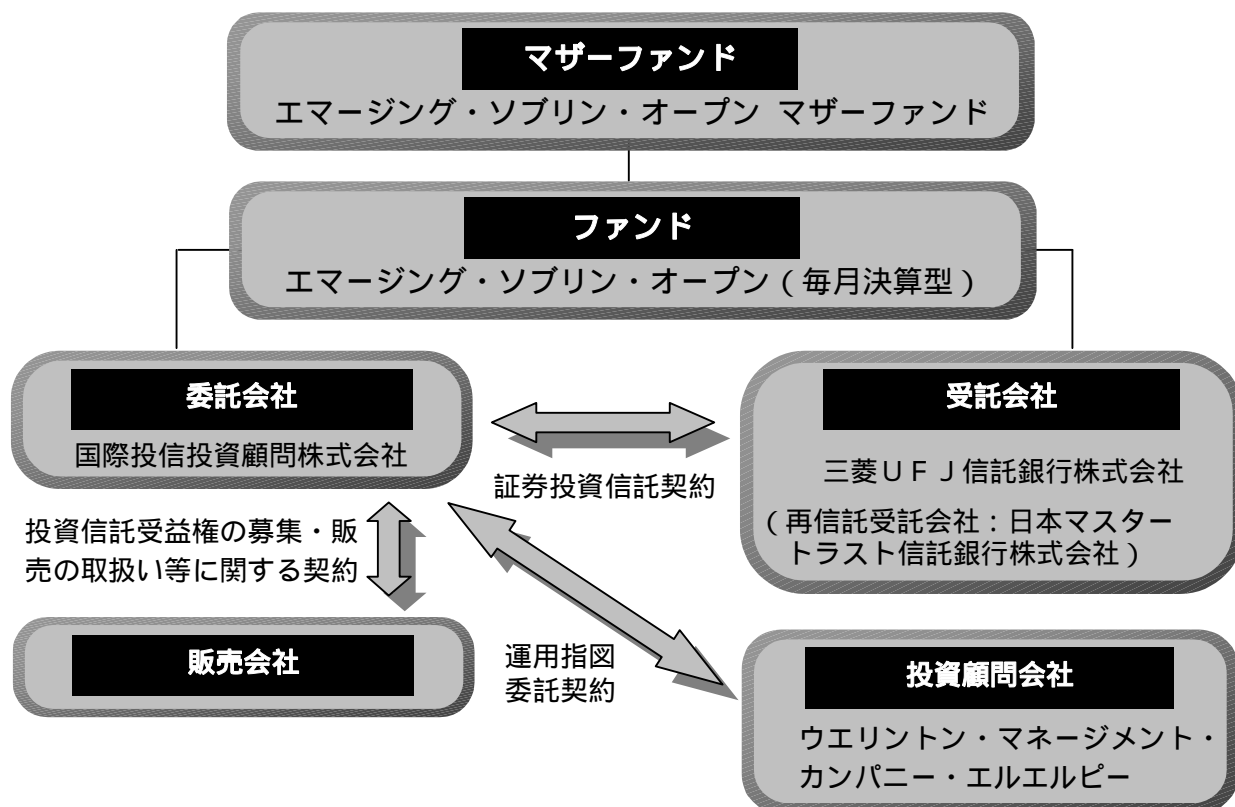 マザーファンド
エマージング・ソブリン・オープン マザーファンド
ファンド
エマージング・ソブリン・オープン(毎月決算型)
委託会社
国際投信投資顧問株式会社
証券投資信託契約
受託会社
三菱UFJ信託銀行株式会社
(再信託受託会社:日本マスター
トラスト信託銀行株式会社)
投資信託受益権の募集・販
売の取扱い等に関する契約
販売会社
運用指図
委託契約
投資顧問会社
ウエリントン・マネージメント・
カンパニー・エルエルピー